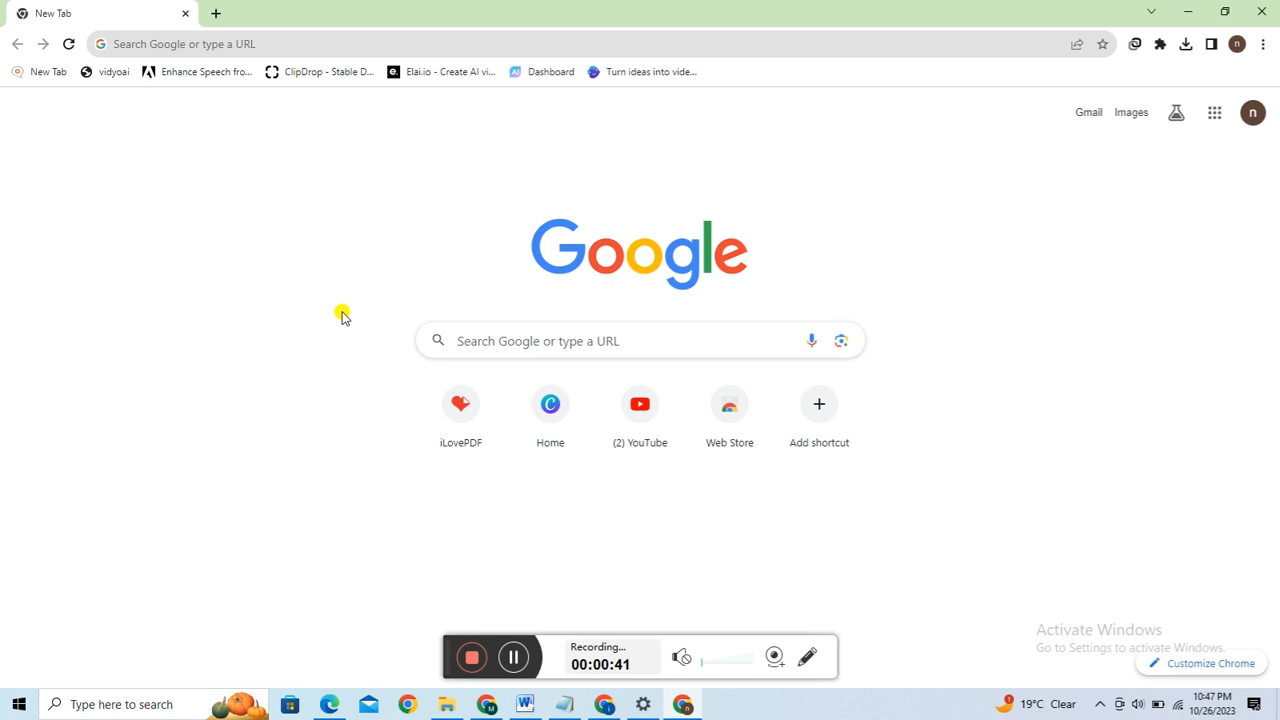 New Tab
Search Google or type a URL
New Tab
vidyoai
Enhance Speech fro...
ClipDrop - Stable D...
Elai.io - Create AI vi...
Dashboard
Turn ideas into vide...
n
Gmail
Images
n
Google
Search Google or type a URL
iLovePDF
Home
(2) YouTube
Web Store
Add shortcut
Recording...
00:00:41
Activate Windows
Go to Settings to activate Windows.
Customize Chrome
Type here to search
19°C Clear
10:47 PM
10/26/2023